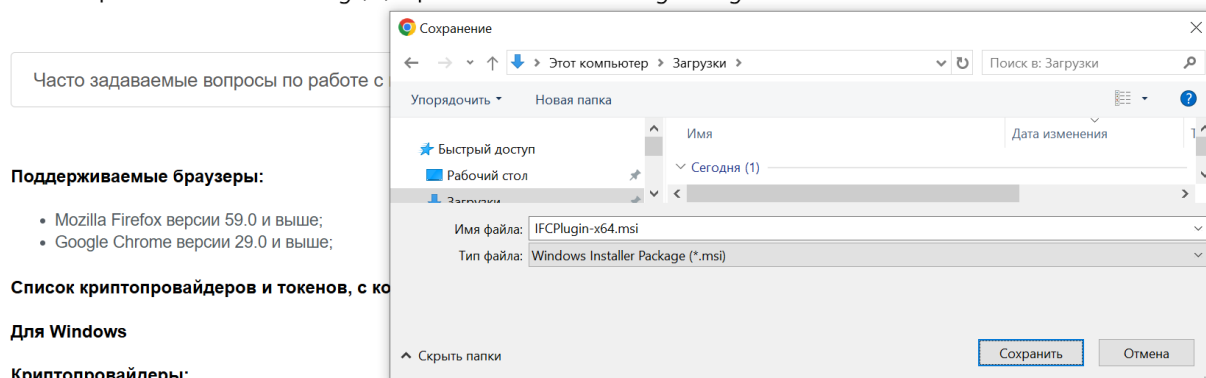 Сохранение
Этот компьютер > Загрузки >
Поиск в: Загрузки
Часто задаваемые вопросы по работе с
Упорядочить
Новая папка
Имя
Дата изменения
Быстрый доступ
Сегодня (1)
Поддерживаемые браузеры:
Рабочий стол
Загрузки
• Mozilla Firefox версии 59.0 и выше;
Имя файла: IFCPlugin-x64.msi
• Google Chrome версии 29.0 и выше;
Тип файла: Windows Installer Package (*.msi)
Список криптопровайдеров и токенов, с ко
Для Windows
Скрыть папки
Сохранить
Отмена
Криптопровайдеры: